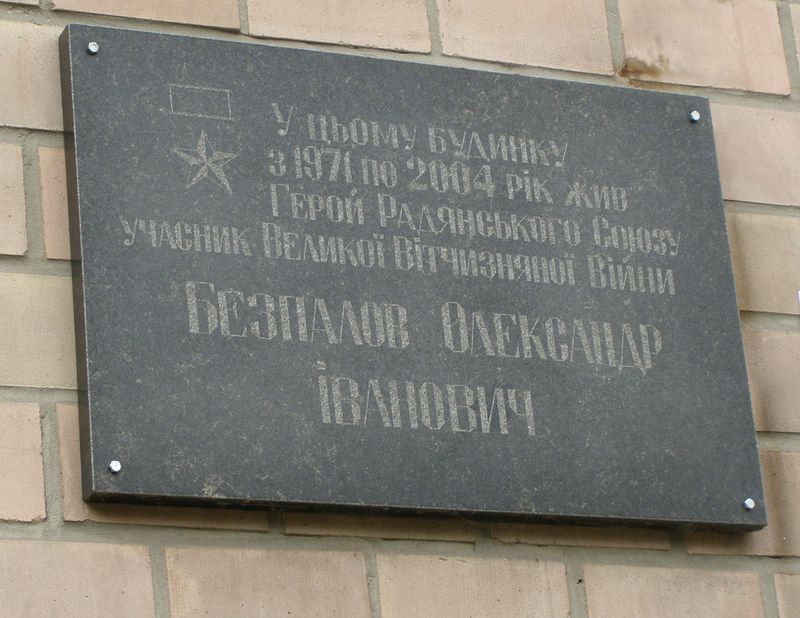 У цьому будинку
з 1971 по 2004 рік жив
Герой Радянського Союзу
учасник Великої Вітчизняної Війни
Безпалов Олександр
Іванович